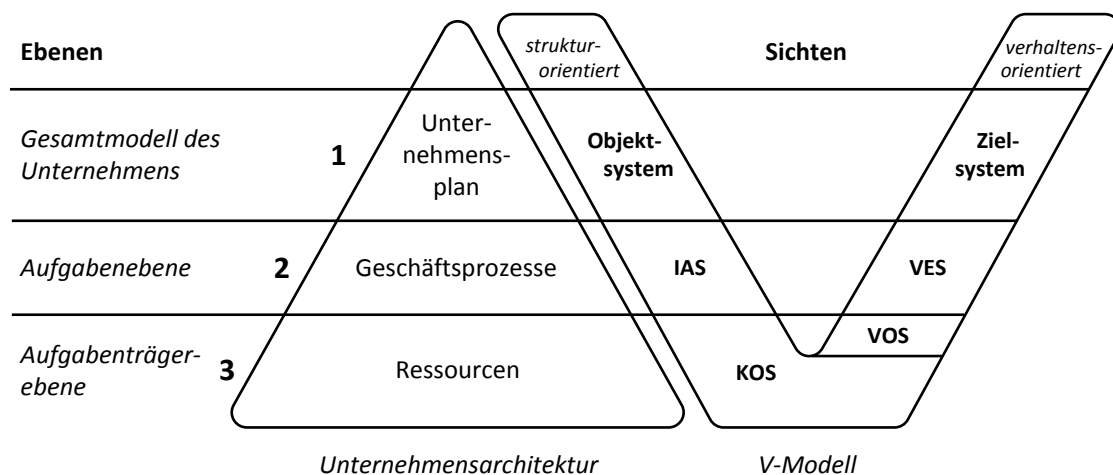 Ebenen
struktur-
orientiert
Sichten
verhaltens-
orientiert
Gesamtmodell des
Unternehmens
1
Unter-
nehmens-
plan
Objekt-
system
Ziel-
system
Aufgabenebene
2
Geschäftsprozesse
IAS
VES
Aufgabenträger-
ebene
3
Ressourcen
KOS
VOS
Unternehmensarchitektur
V-Modell